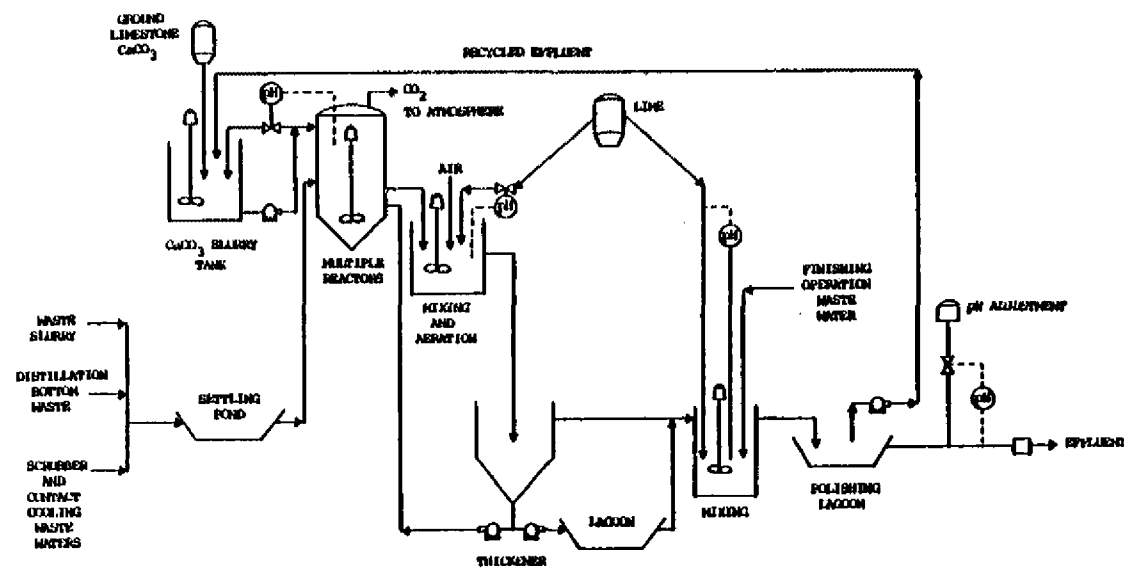 GROUND
LIMESTONE
CaCO3
RECYCLED EFFLUENT
pH
CO2
TO ATMOSPHERE
LIME
AIR
pH
pH
CaCO3 SLURRY
TANK
MULTIPLE
REACTORS
MIXING
AND
AERATION
FINISHING
OPERATION
WASTE
WATER
pH ADJUSTMENT
WASTE
SLURRY
DISTILLATION
BOTTOM
WASTE
SETTLING
POND
pH
EFFLUENT
SCRUBBER
AND
CONTACT
COOLING
WASTE
WATERS
LAGOON
MIXING
POLISHING
LAGOON
THICKENER